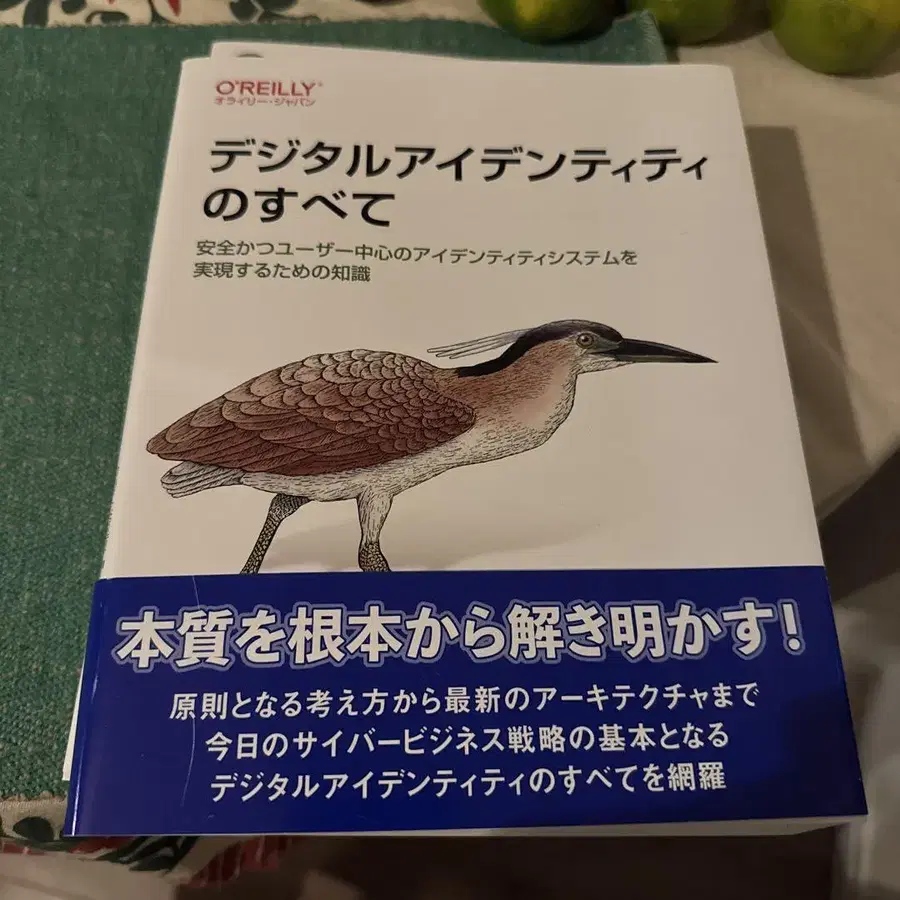 O'REILLY®
オライリー・ジャパン
デジタルアイデンティティ
のすべて
安全かつユーザー中心のアイデンティティシステムを
実現するための知識
本質を根本から解き明かす!
原則となる考え方から最新のアーキテクチャまで
今日のサイバービジネス戦略の基本となる
デジタルアイデンティティのすべてを網羅